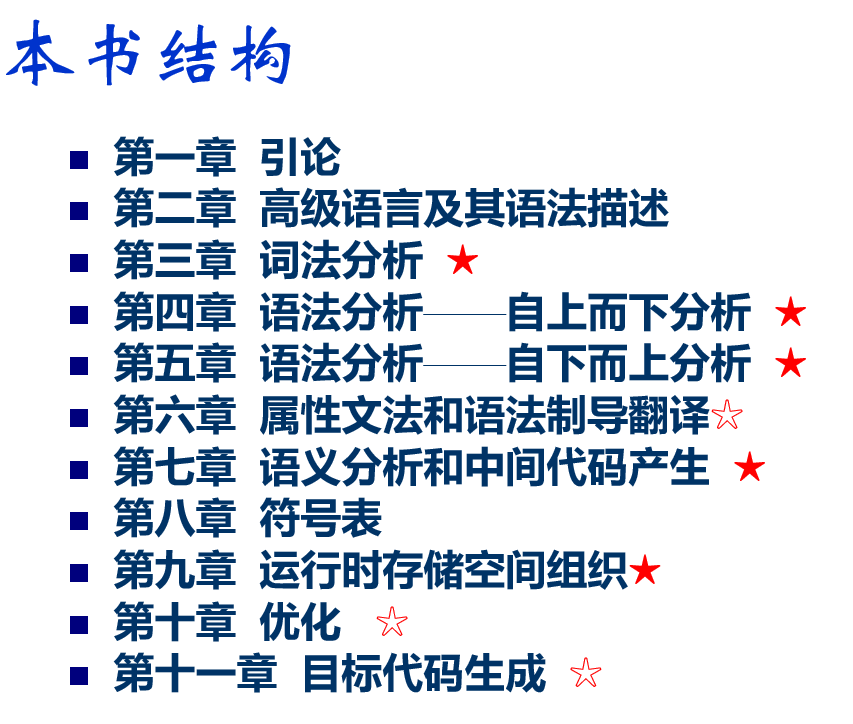 本书结构
■ 第一章 引论
■ 第二章 高级语言及其语法描述
■ 第三章 词法分析 ★
■ 第四章 语法分析——自上而下分析 ★
■ 第五章 语法分析——自下而上分析 ★
■ 第六章 属性文法和语法制导翻译☆
■ 第七章 语义分析和中间代码产生 ★
■ 第八章 符号表
■ 第九章 运行时存储空间组织★
■ 第十章 优化 ☆
■ 第十一章 目标代码生成 ☆